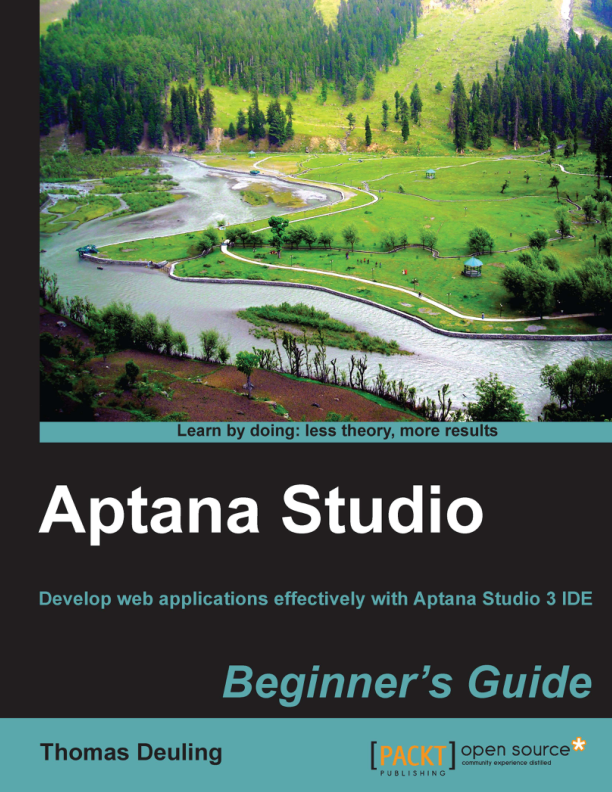 Learn by doing: less theory, more results
Aptana Studio
Develop web applications effectively with Aptana Studio 3 IDE
Beginner's Guide
Thomas Deuling
[PACKT] open source*
PUBLISHING community experience distilled